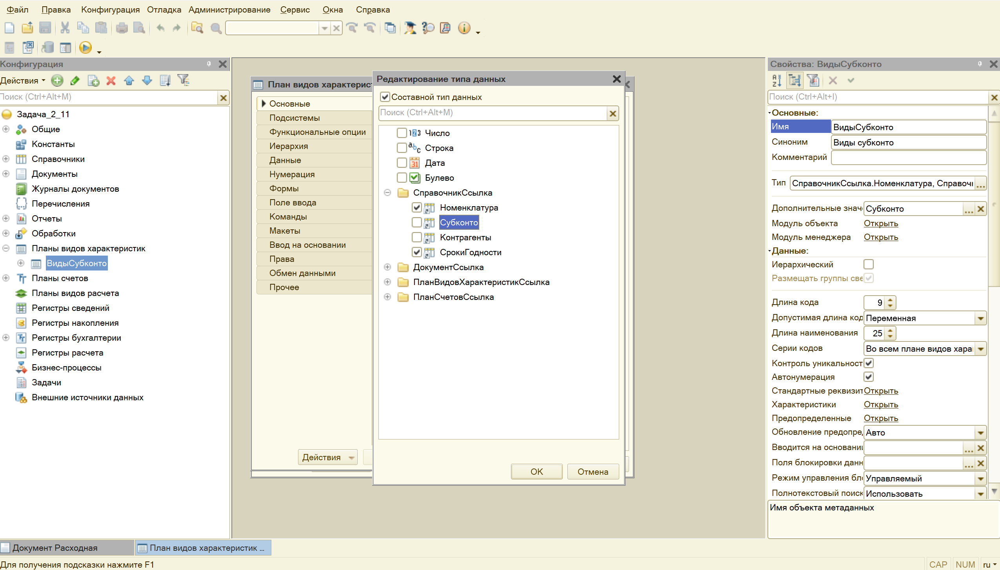 Файл Правка Конфигурация Отладка Администрирование Сервис Окна Справка
Конфигурация
Действия
Поиск (Ctrl+Alt+M)
Задача_2_11
Общие
Константы
Справочники
Документы
Журналы документов
Перечисления
Отчеты
Обработки
Планы видов характеристик
ВидыСубконто
Планы счетов
Планы видов расчета
Регистры сведений
Регистры накопления
Регистры бухгалтерии
Регистры расчета
Бизнес-процессы
Задачи
Внешние источники данных
План видов характерист
Основные
Подсистемы
Функциональные опции
Иерархия
Данные
Нумерация
Формы
Поле ввода
Команды
Макеты
Ввод на основании
Права
Обмен данными
Прочее
Действия
Редактирование типа данных
Составной тип данных
Поиск (Ctrl+Alt+M)
Число
Строка
Дата
Булево
СправочникСсылка
Номенклатура
Субконто
Контрагенты
СрокиГодности
ДокументСсылка
ПланВидовХарактеристикСсылка
ПланСчетовСсылка
OK Отмена
Свойства: ВидыСубконто
Поиск (Ctrl+Alt+I)
Основные:
Имя ВидыСубконто
Синоним Виды субконто
Комментарий
Тип СправочникСсылка.Номенклатура, Справочн ...
Дополнительные знач Субконто ...
Модуль объекта Открыть
Модуль менеджера Открыть
Данные:
Иерархический
Размещать группы све
Длина кода 9
Допустимая длина код Переменная
Длина наименования 25
Серии кодов Во всем плане видов хара
Контроль уникальност
Автонумерация
Стандартные реквизит Открыть
Характеристики Открыть
Предопределенные Открыть
Обновление предопре Авто
Вводится на основани ...
Поля блокировки данн ...
Режим управления бл Управляемый
Полнотекстовый поиск Использовать
Имя объекта метаданных
Документ Расходная План видов характеристик ...
Для получения подсказки нажмите F1 CAP NUM ru